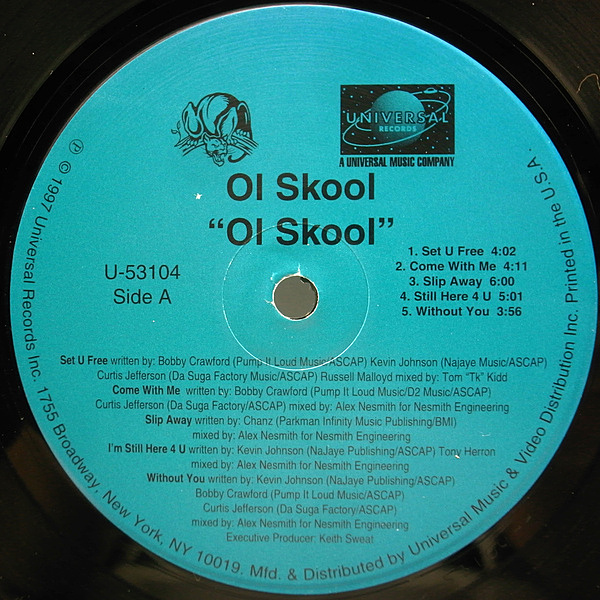 UNIVERSAL
RECORDS
A UNIVERSAL MUSIC COMPANY
Ol Skool
“Ol Skool”
U-53104
Side A
1. Set U Free 4:02
2. Come With Me 4:11
3. Slip Away 6:00
4. Still Here 4 U 5:01
5. Without You 3:56
Set U Free written by: Bobby Crawford (Pump It Loud Music/ASCAP) Kevin Johnson (Najaye Music/ASCAP)
Curtis Jefferson (Da Suga Factory Music/ASCAP) Russell Malloyd mixed by: Tom “Tk” Kidd
Come With Me written by: Bobby Crawford (Pump It Loud Music/D2 Music/ASCAP)
Curtis Jefferson (Da Suga Factory/ASCAP) mixed by: Alex Nesmith for Nesmith Engineering
Slip Away written by: Chanz (Parkman Infinity Music Publishing/BMI)
mixed by: Alex Nesmith for Nesmith Engineering
I'm Still Here 4 U written by: Kevin Johnson (NaJaye Publishing/ASCAP) Tony Herron
mixed by: Alex Nesmith for Nesmith Engineering
Without You written by: Kevin Johnson (NaJaye Publishing/ASCAP)
Bobby Crawford (Pump It Loud Music/ASCAP)
Curtis Jefferson (Da Suga Factory/ASCAP)
mixed by: Alex Nesmith for Nesmith Engineering
Executive Producer: Keith Sweat
℗ © 1997 Universal Records Inc. 1755 Broadway, New York, NY 10019. Mfd. & Distributed by Universal Music & Video Distribution Inc. Printed in the U.S.A.